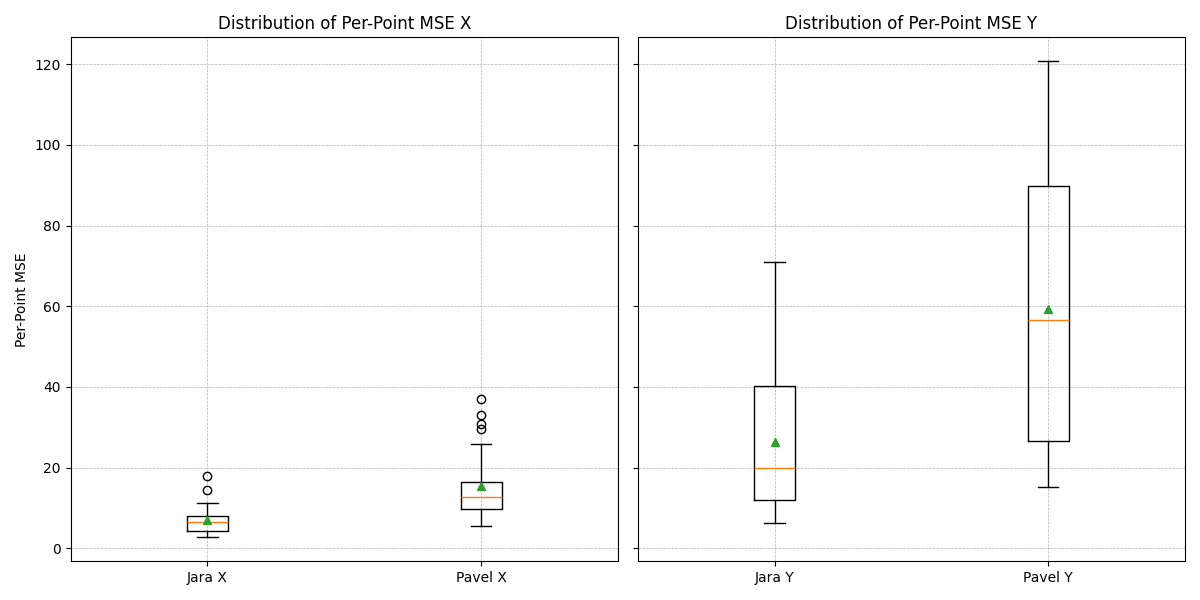 Distribution of Per-Point MSE X
Distribution of Per-Point MSE Y
Per-Point MSE
120
100
80
60
40
20
0
Jara X
Pavel X
Jara Y
Pavel Y